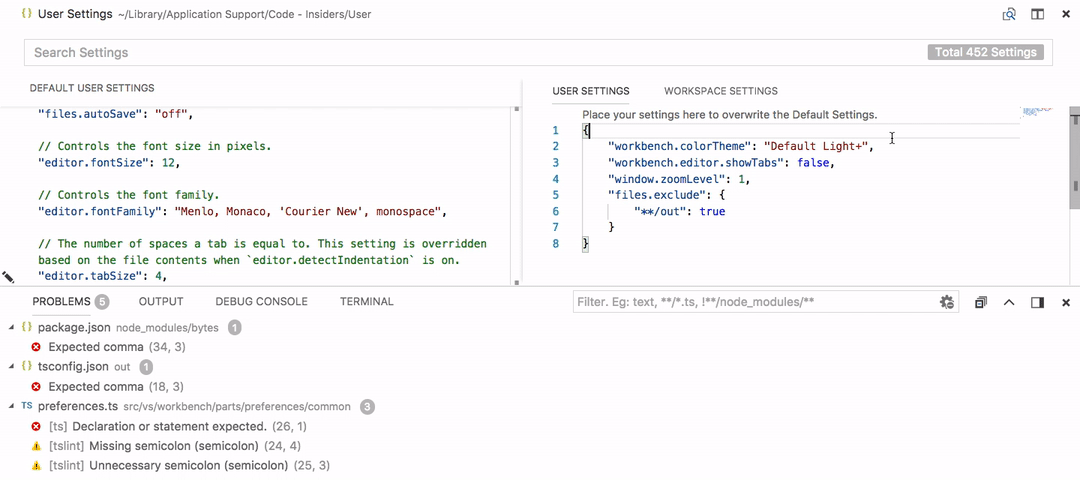 {} User Settings ~/Library/Application Support/Code - Insiders/User
Search Settings
Total 452 Settings
DEFAULT USER SETTINGS
"files.autoSave": "off",
// Controls the font size in pixels.
"editor.fontSize": 12,
// Controls the font family.
"editor.fontFamily": "Menlo, Monaco, 'Courier New', monospace",
// The number of spaces a tab is equal to. This setting is overridden
based on the file contents when `editor.detectIndentation` is on.
"editor.tabSize": 4,
USER SETTINGS WORKSPACE SETTINGS
Place your settings here to overwrite the Default Settings.
1 {
2 "workbench.colorTheme": "Default Light+",
3 "workbench.editor.showTabs": false,
4 "window.zoomLevel": 1,
5 "files.exclude": {
6 "**/out": true
7 }
8 }
PROBLEMS 5 OUTPUT DEBUG CONSOLE TERMINAL
Filter. Eg: text, **/*.ts, !**/node_modules/**
{} package.json node_modules/bytes 1
Expected comma (34, 3)
{} tsconfig.json out 1
Expected comma (18, 3)
TS preferences.ts src/vs/workbench/parts/preferences/common 3
[ts] Declaration or statement expected. (26, 1)
[tslint] Missing semicolon (semicolon) (24, 4)
[tslint] Unnecessary semicolon (semicolon) (25, 3)